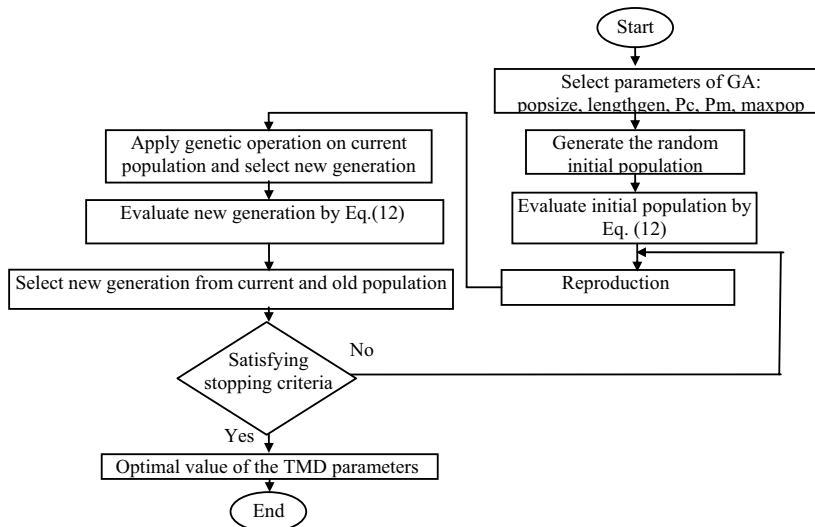 Start
Select parameters of GA:
popsize, lengthgen, Pc, Pm, maxpop
Generate the random
initial population
Evaluate initial population by
Eq. (12)
Reproduction
Apply genetic operation on current
population and select new generation
Evaluate new generation by Eq.(12)
Select new generation from current and old population
Satisfying
stopping criteria
No
Yes
Optimal value of the TMD parameters
End